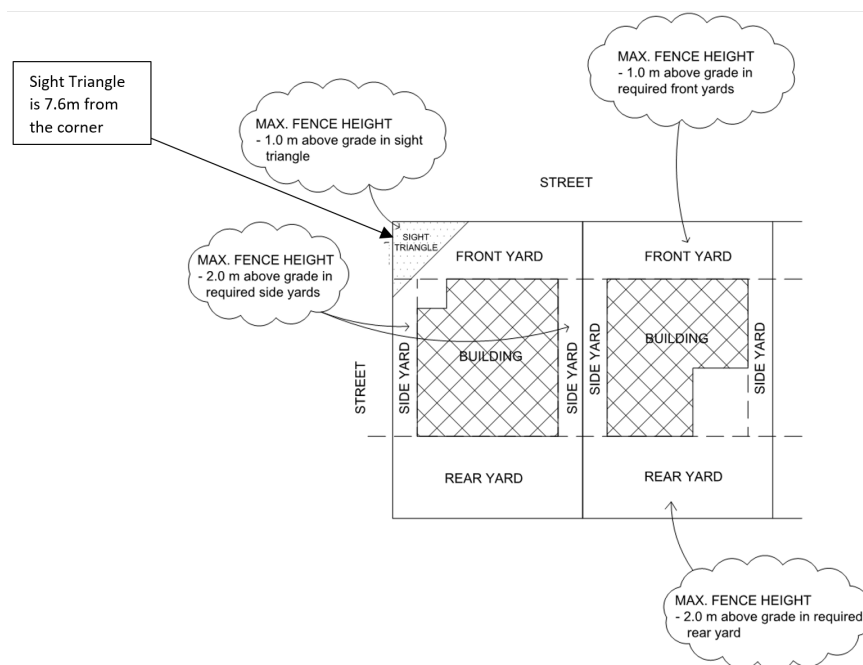 Sight Triangle
is 7.6m from
the corner
MAX. FENCE HEIGHT
- 1.0 m above grade in sight
triangle
MAX. FENCE HEIGHT
- 1.0 m above grade in
required front yards
STREET
SIGHT
TRIANGLE
FRONT YARD
FRONT YARD
MAX. FENCE HEIGHT
- 2.0 m above grade in
required side yards
BUILDING
BUILDING
STREET
SIDE YARD
SIDE YARD
SIDE YARD
SIDE YARD
REAR YARD
REAR YARD
MAX. FENCE HEIGHT
- 2.0 m above grade in required
rear yard